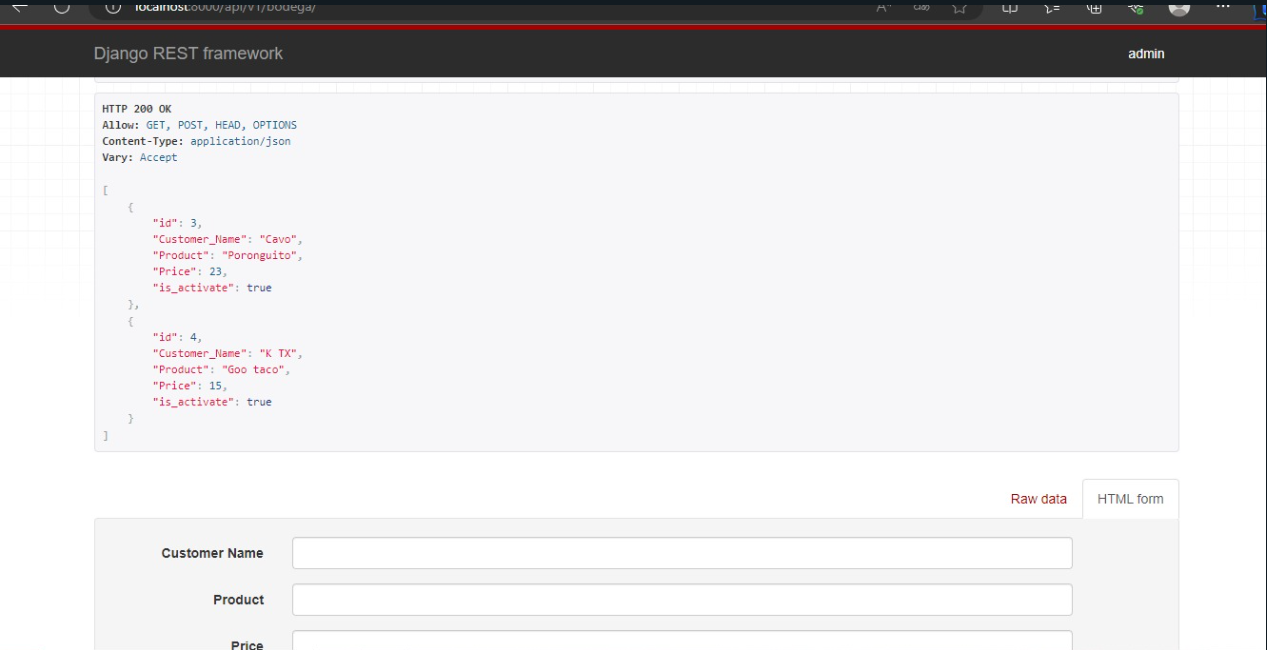 localhost:8000/api/v1/bodega/
Django REST framework
admin
HTTP 200 OK
Allow: GET, POST, HEAD, OPTIONS
Content-Type: application/json
Vary: Accept
[
{
"id": 3,
"Customer_Name": "Cavo",
"Product": "Poronguito",
"Price": 23,
"is_activate": true
},
{
"id": 4,
"Customer_Name": "K TX",
"Product": "Goo taco",
"Price": 15,
"is_activate": true
}
]
Raw data
HTML form
Customer Name
Product
Price